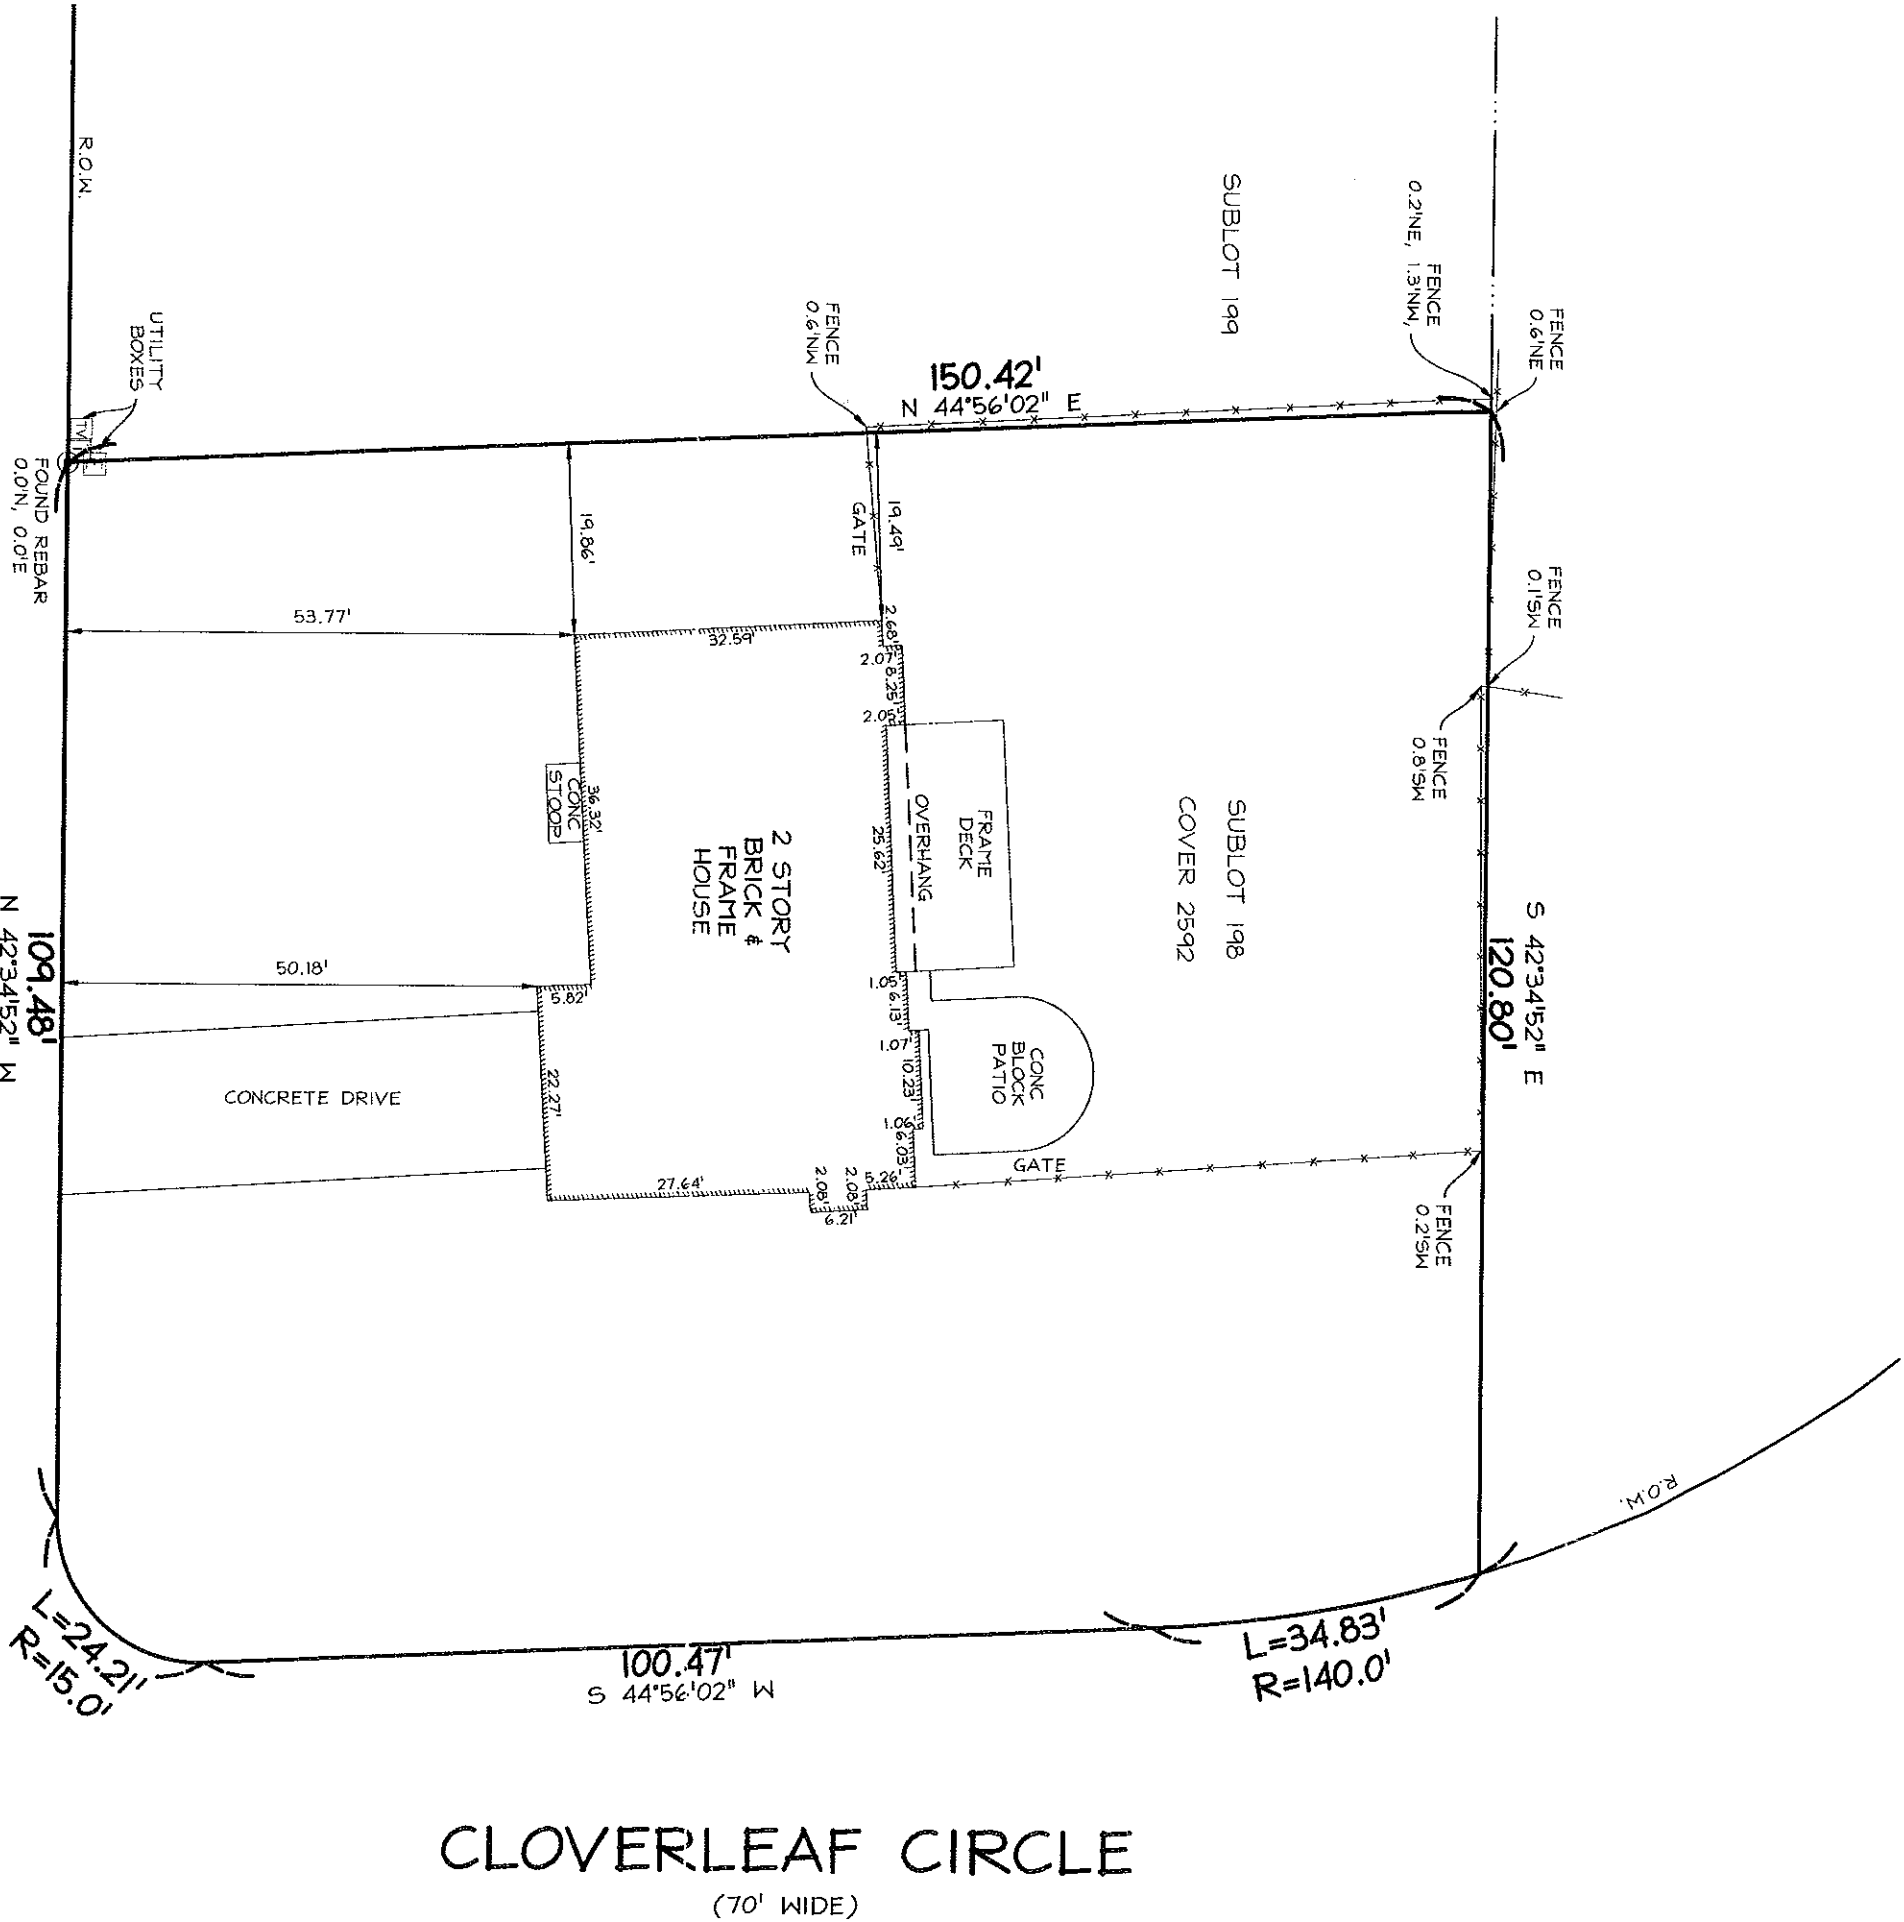 R.O.W.
SUBLOT 199
FENCE
0.2'NE, 1.3'NW,
FENCE
0.6'NE
UTILITY
BOXES
FENCE
0.6'NW
150.42'
N 44°56'02" E
FOUND REBAR
0.0'N, 0.0'E
19.86'
19.49'
GATE
FENCE
0.1'SW
FENCE
0.8'SW
53.77'
32.59'
2.68'
2.07'
8.25'
2.05'
CONC
STOOP
36.32'
2 STORY
BRICK &
FRAME
HOUSE
25.62'
OVERHANG
FRAME
DECK
SUBLOT 198
COVER 2592
S 42°34'52" E
120.80'
109.48'
N 42°34'52" W
50.18'
5.82'
1.05'
6.13'
1.07'
10.23'
1.06'
6.03'
CONC
BLOCK
PATIO
CONCRETE DRIVE
22.27'
27.64'
2.08'
2.08'
5.26'
6.21'
GATE
FENCE
0.2'SW
R.O.W.
L=24.21'
R=15.0'
100.47'
S 44°56'02" W
L=34.83'
R=140.0'
CLOVERLEAF CIRCLE
(70' WIDE)